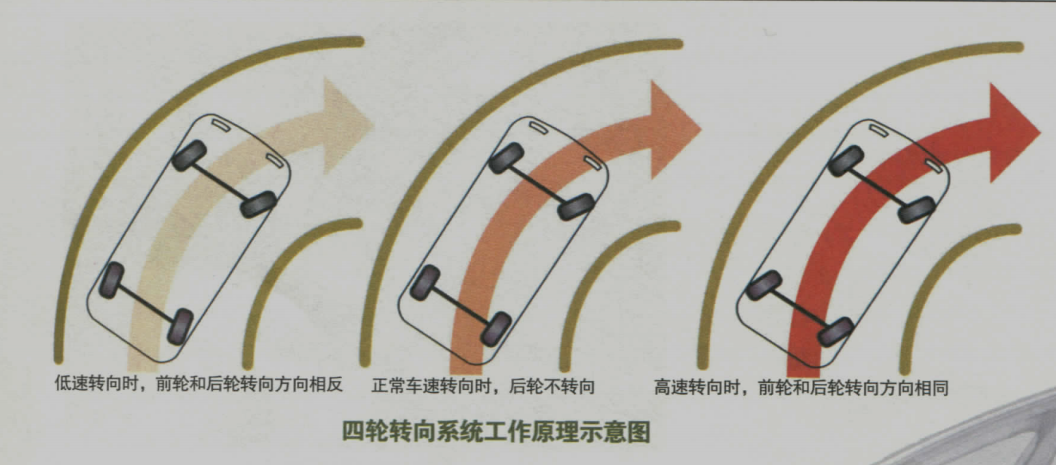 低速转向时，前轮和后轮转向方向相反
正常车速转向时，后轮不转向
高速转向时，前轮和后轮转向方向相同
四轮转向系统工作原理示意图